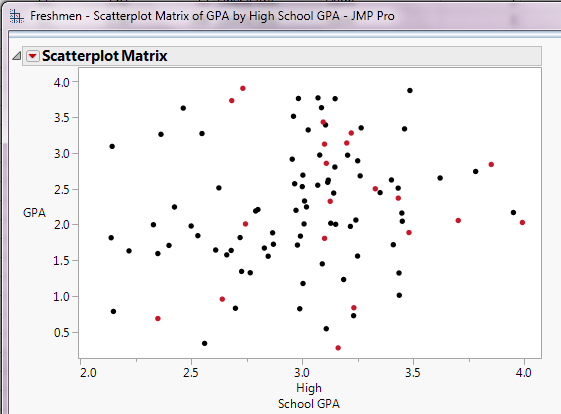 Freshmen - Scatterplot Matrix of GPA by High School GPA - JMP Pro
Scatterplot Matrix
4.0
3.5
3.0
2.5
GPA
2.0
1.5
1.0
0.5
2.0 2.5 3.0 3.5 4.0
High
School GPA